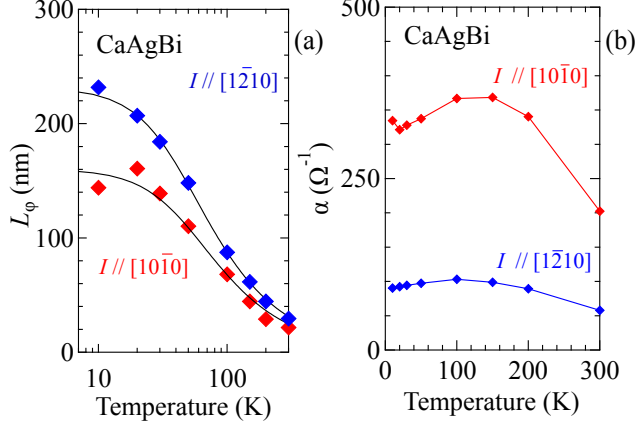 300
200
100
0
L_φ (nm)
CaAgBi
(a)
I // [12̄10]
I // [101̄0]
10
100
Temperature (K)
500
250
0
α (Ω⁻¹)
CaAgBi
(b)
I // [101̄0]
I // [12̄10]
0
100
200
300
Temperature (K)